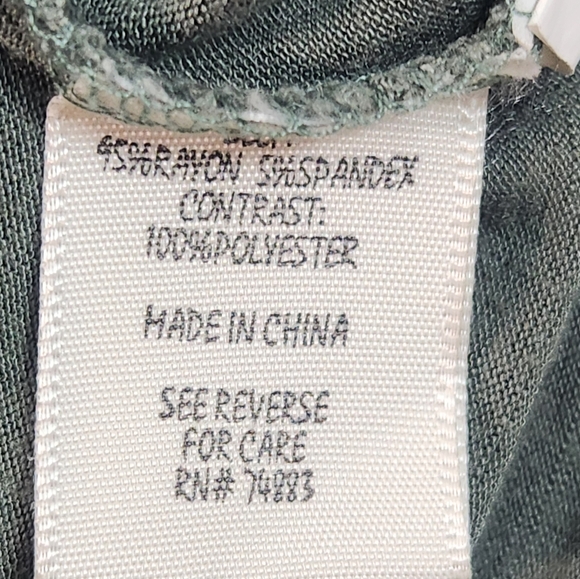 95%RAYON 5%SPANDEX
CONTRAST:
100%POLYESTER
MADE IN CHINA
SEE REVERSE
FOR CARE
RN# 74883